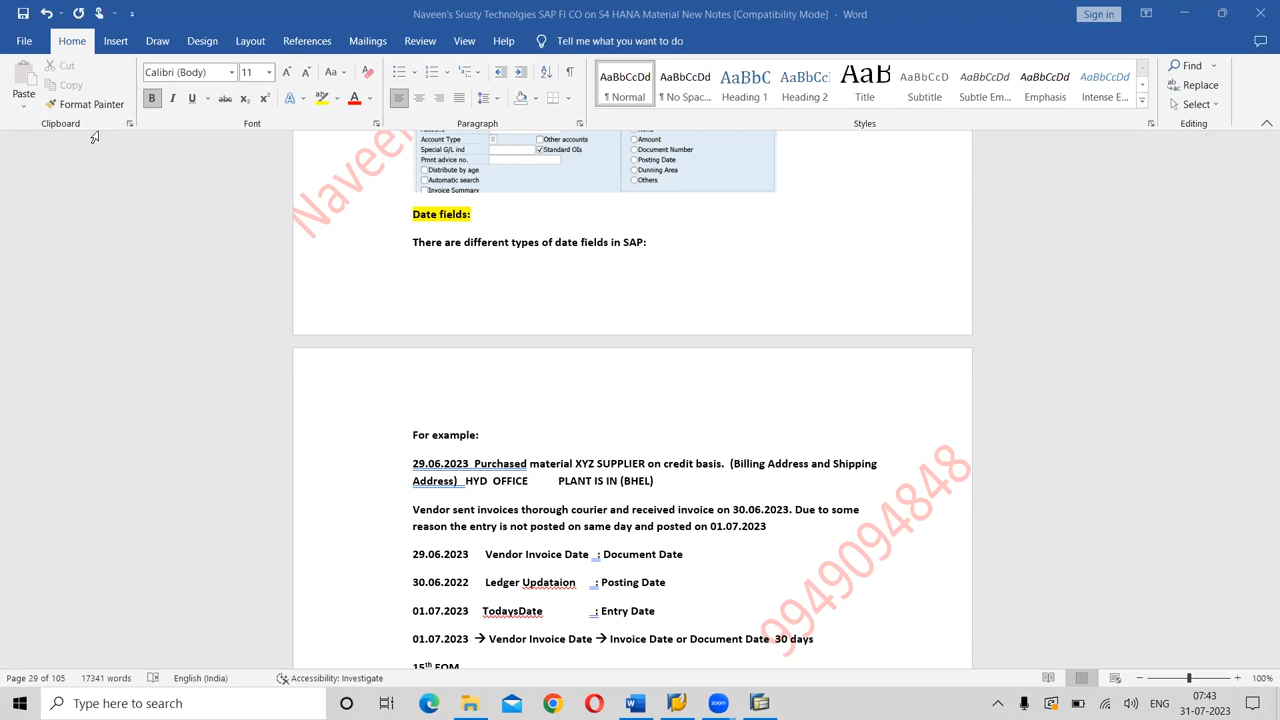 Naveen's Updated SAP FI CO on S4 HANA Material New Notes [Compatibility Mode] - Word
Sign in
File Home Insert Draw Design Layout References Mailings Review View Help Tell me what you want to do
Cut
Copy
Format Painter
Paste
Calibri (Body) 11
AaBbCcDd AaBbCcDd AaBbC AaBbCc AaB AaBbCcD AaBbCcDd AaBbCcDd AaBbCcDd
¶ Normal ¶ No Spac... Heading 1 Heading 2 Title Subtitle Subtle Em... Emphasis Intense E...
Find
Replace
Select
Clipboard Font Paragraph Styles Editing
Account Type
Special G/L ind
Pmnt advice no.
Distribute by age
Automatic search
Invoice Summary
Other accounts
Standard OIs
Amount
Document Number
Posting Date
Dunning Area
Others
Naveen
Date fields:
There are different types of date fields in SAP:
For example:
29.06.2023 Purchased material XYZ SUPPLIER on credit basis. (Billing Address and Shipping
Address) HYD OFFICE PLANT IS IN (BHEL)
Vendor sent invoices thorough courier and received invoice on 30.06.2023. Due to some
reason the entry is not posted on same day and posted on 01.07.2023
29.06.2023 Vendor Invoice Date : Document Date
30.06.2022 Ledger Updataion : Posting Date
01.07.2023 TodaysDate : Entry Date
01.07.2023 → Vendor Invoice Date → Invoice Date or Document Date 30 days
15th EOM
9949094848
Page 29 of 105 17341 words English (India) Accessibility: Investigate 100%
Type here to search
ENG
07:43
31-07-2023